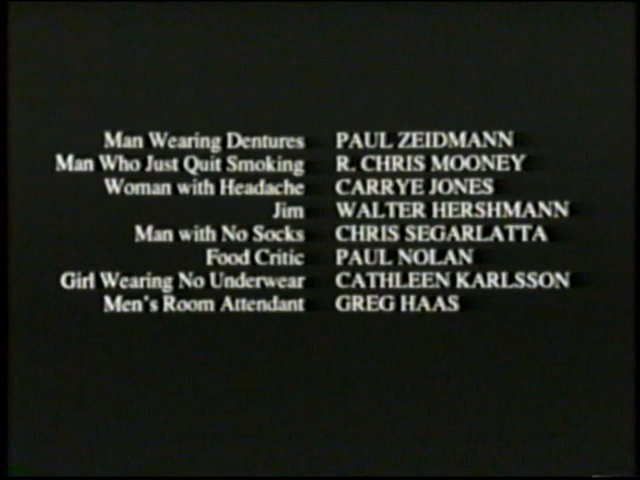 Man Wearing Dentures PAUL ZEIDMANN
Man Who Just Quit Smoking R. CHRIS MOONEY
Woman with Headache CARRYE JONES
Jim WALTER HERSHMANN
Man with No Socks CHRIS SEGARLATTA
Food Critic PAUL NOLAN
Girl Wearing No Underwear CATHLEEN KARLSSON
Men's Room Attendant GREG HAAS